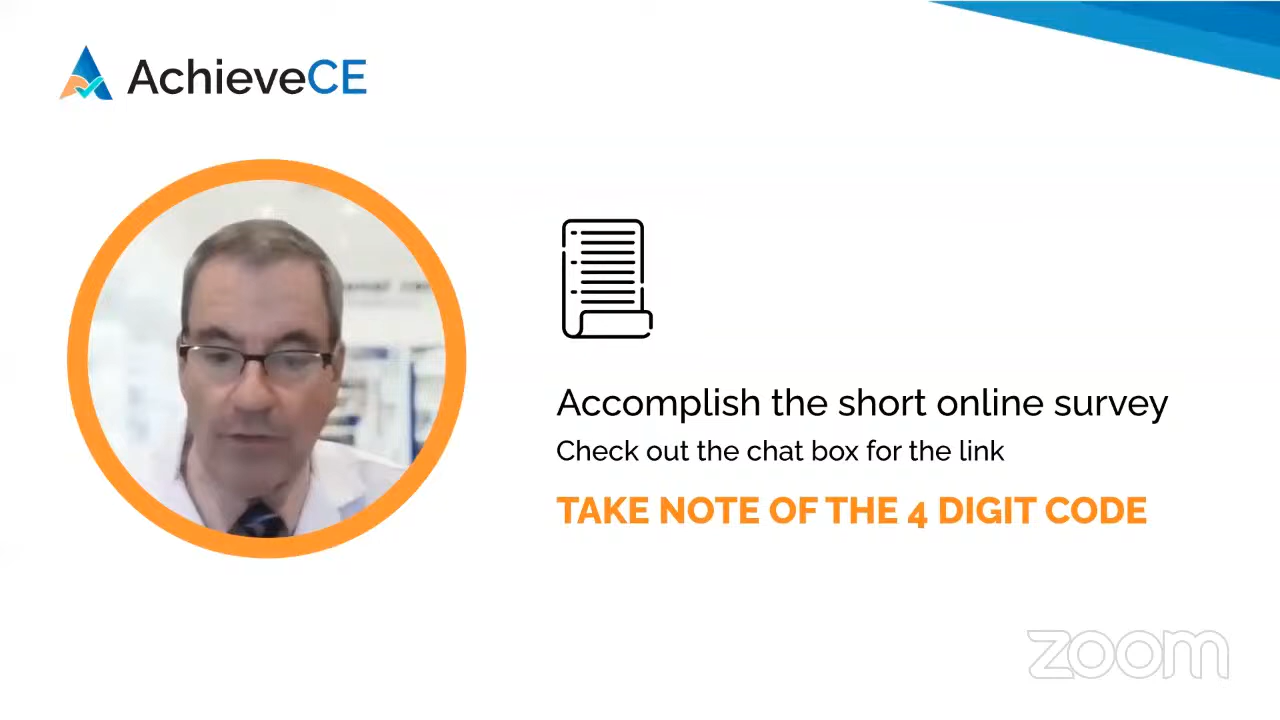 AchieveCE
Accomplish the short online survey
Check out the chat box for the link
TAKE NOTE OF THE 4 DIGIT CODE
zoom